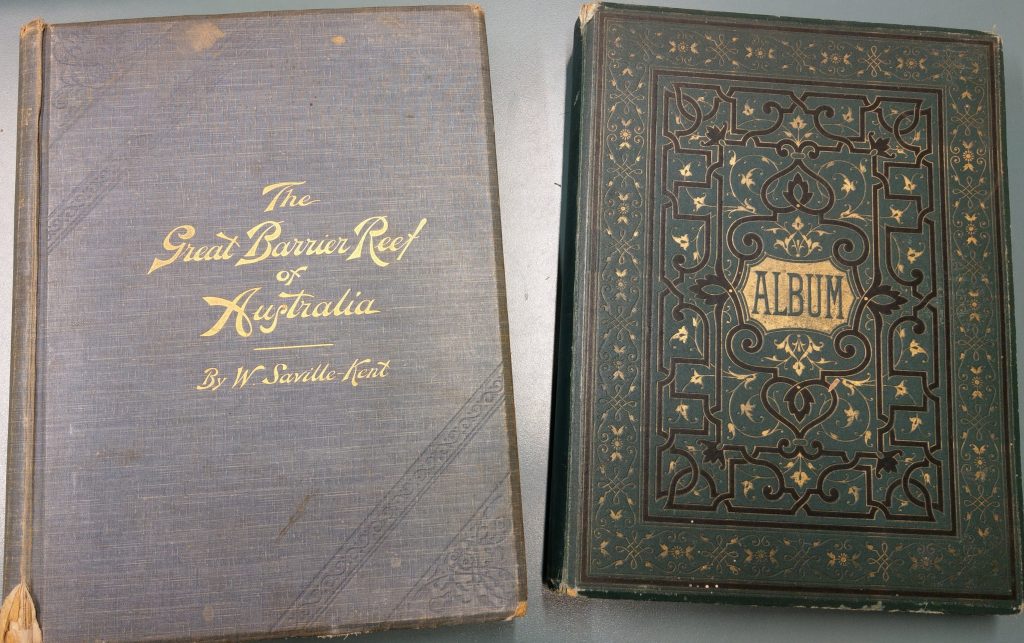 The
Great Barrier Reef
of
Australia
By W Saville-Kent
ALBUM